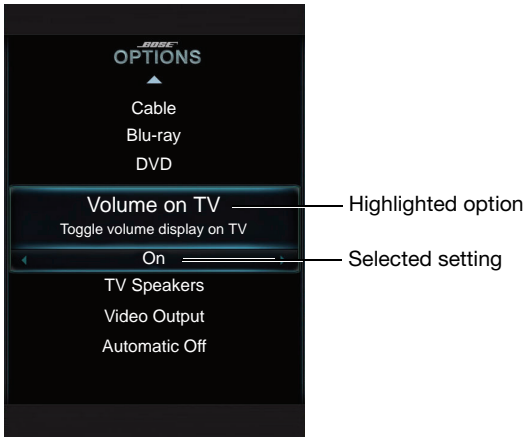 BOSE
OPTIONS
Cable
Blu-ray
DVD
Volume on TV
Highlighted option
Toggle volume display on TV
On
Selected setting
TV Speakers
Video Output
Automatic Off